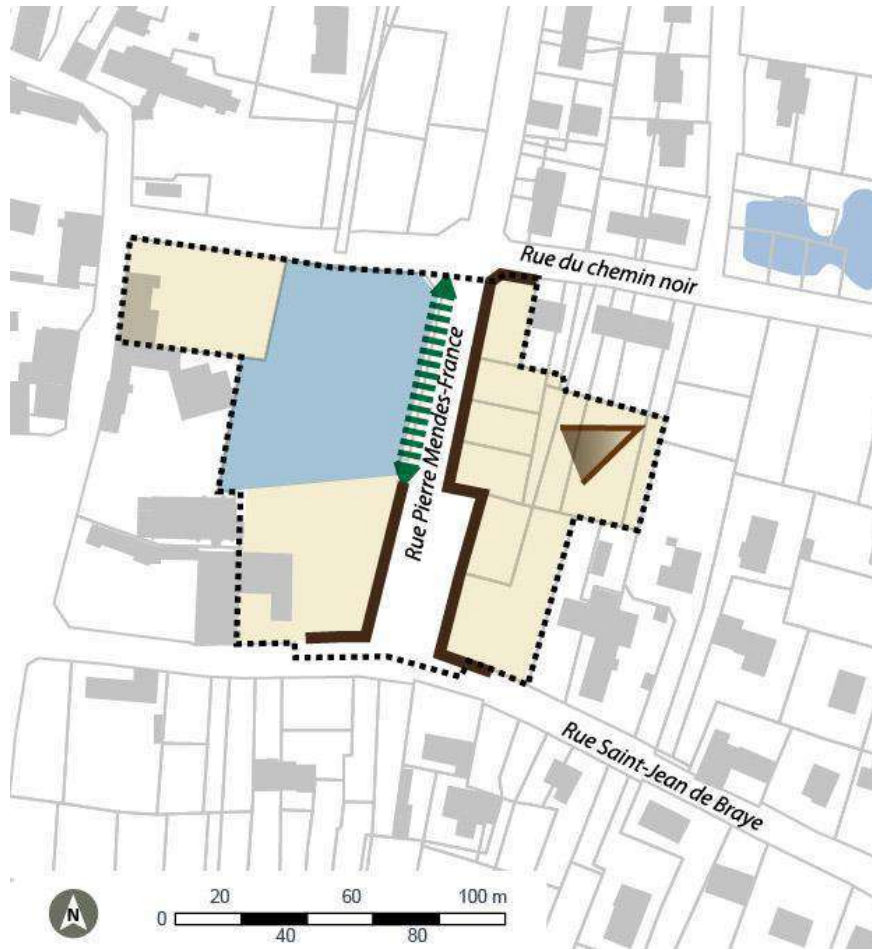 Rue du chemin noir
Rue Pierre Mendes-France
Rue Saint-Jean de Braye
N
20 60 100 m
0
40 80